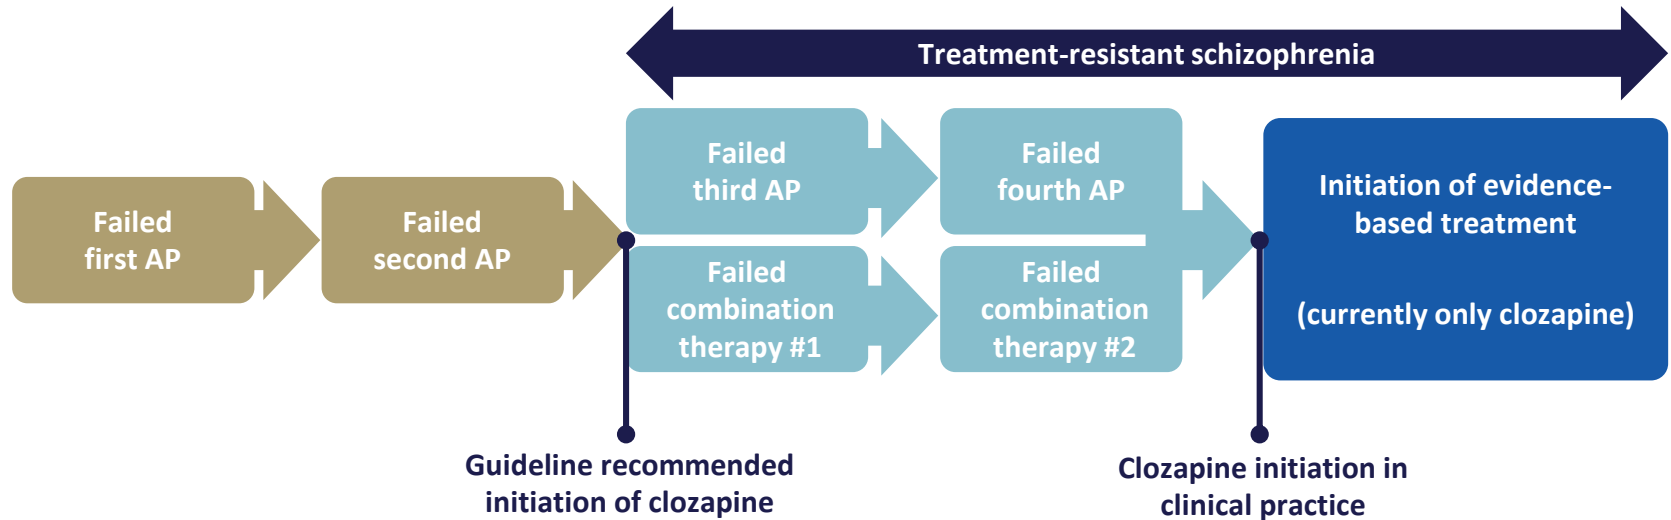 Treatment-resistant schizophrenia
Failed
first AP
Failed
second AP
Failed
third AP
Failed
fourth AP
Failed
combination
therapy #1
Failed
combination
therapy #2
Initiation of evidence-
based treatment
(currently only clozapine)
Guideline recommended
initiation of clozapine
Clozapine initiation in
clinical practice